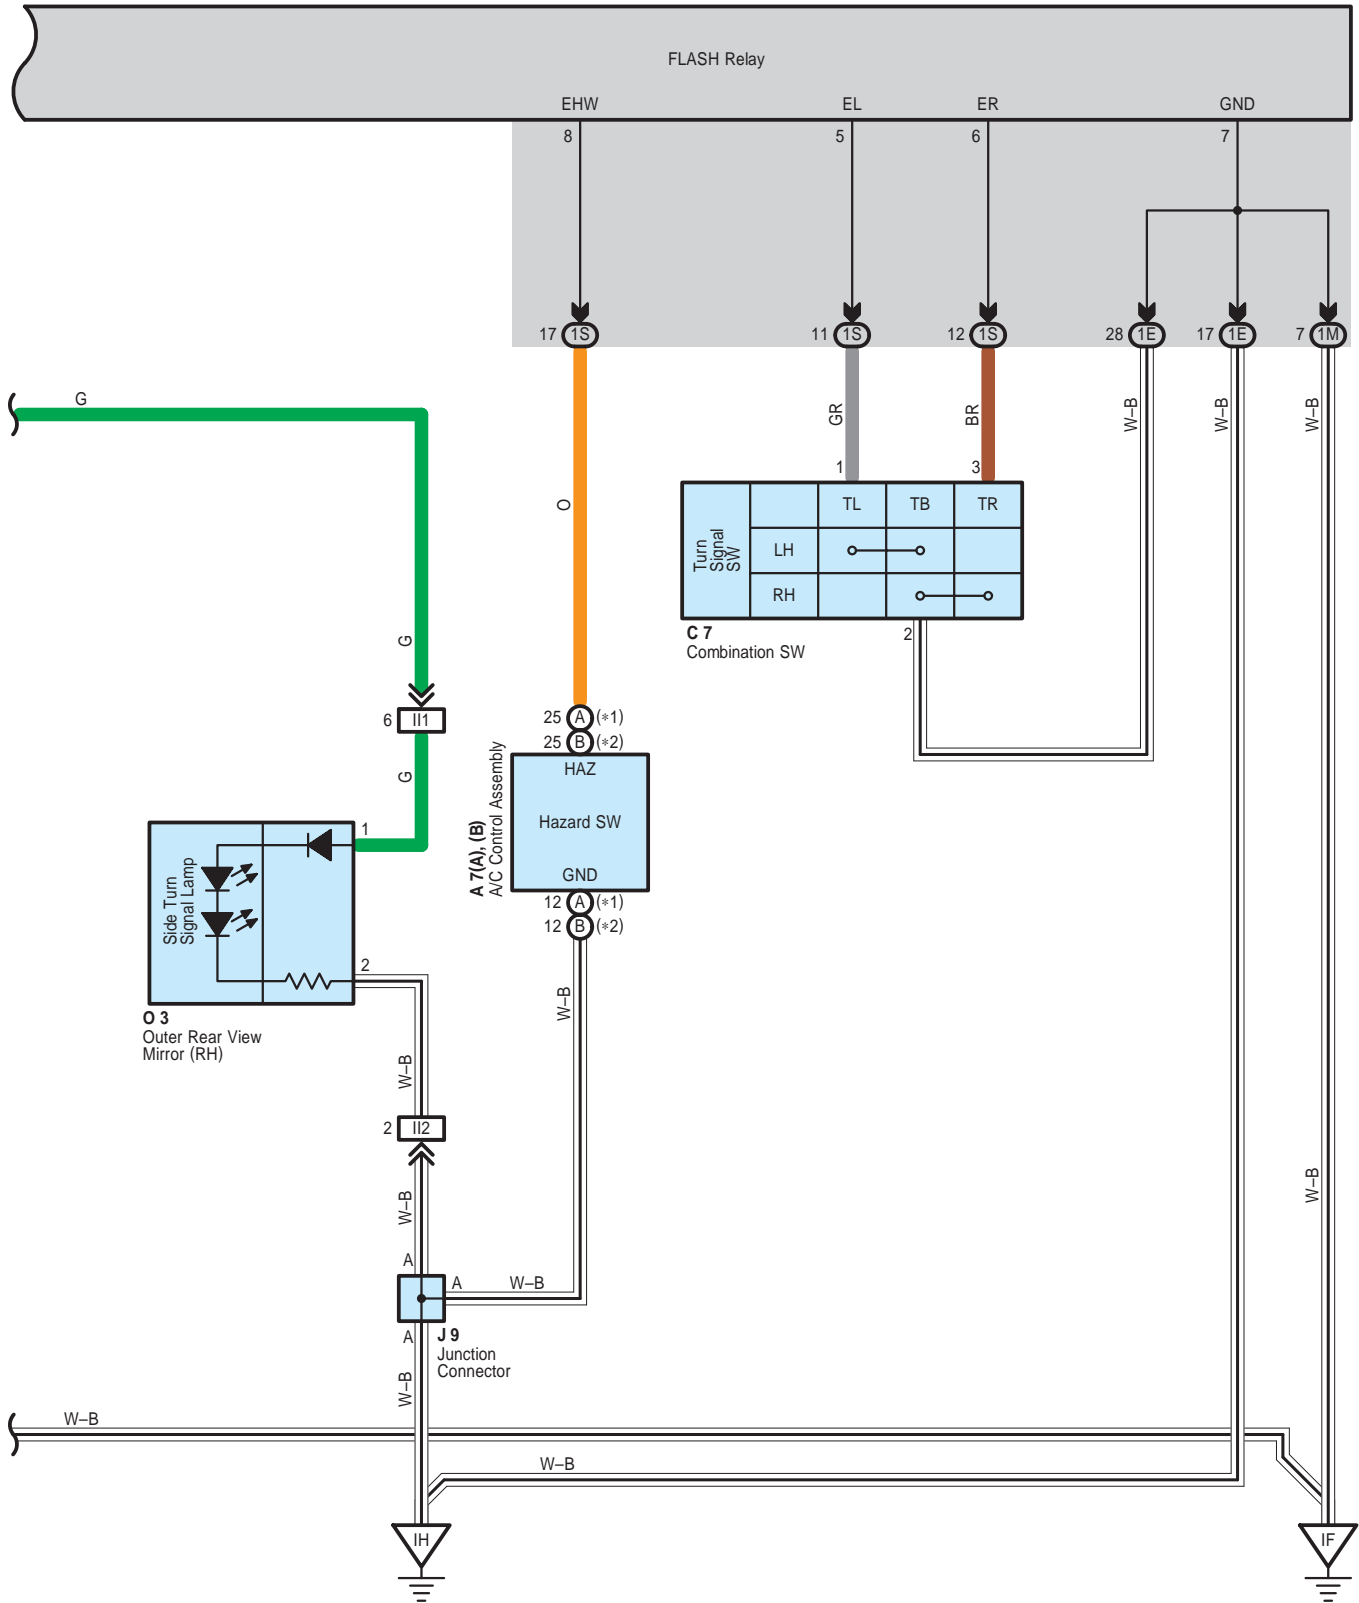 FLASH Relay
EHW EL ER GND
8 5 6 7
17 1S 11 1S 12 1S 28 1E 17 1E 7 1M
G
GR BR W–B W–B W–B
1 3
O
Turn Signal SW
TL TB TR
LH
RH
2
C 7
Combination SW
G
6 II1
G
25 A (∗1)
25 B (∗2)
HAZ
Hazard SW
GND
12 A (∗1)
12 B (∗2)
A 7(A), (B)
A/C Control Assembly
1
Side Turn
Signal Lamp
2
O 3
Outer Rear View
Mirror (RH)
W–B
W–B
2 II2
W–B
W–B
A
A W–B
A
J 9
Junction
Connector
W–B
W–B
W–B
IH IF